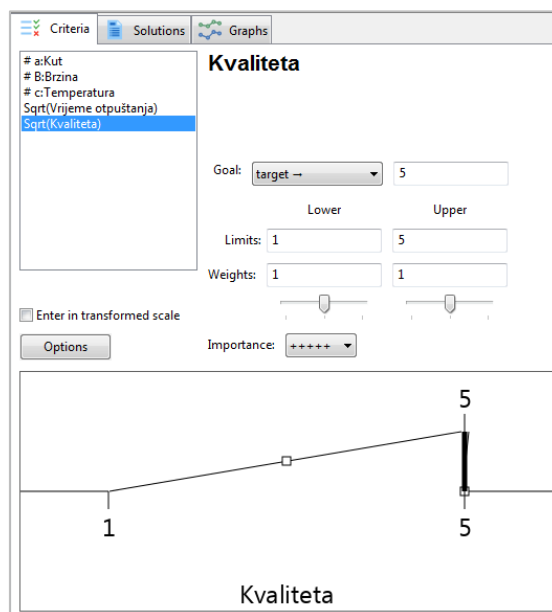 Criteria Solutions Graphs
# a:Kut
# B:Brzina
# c:Temperatura
Sqrt(Vrijeme otpuštanja)
Sqrt(Kvaliteta)
Kvaliteta
Goal: target → 5
Lower Upper
Limits: 1 5
Weights: 1 1
Enter in transformed scale
Options
Importance: +++++
5
1
5
Kvaliteta